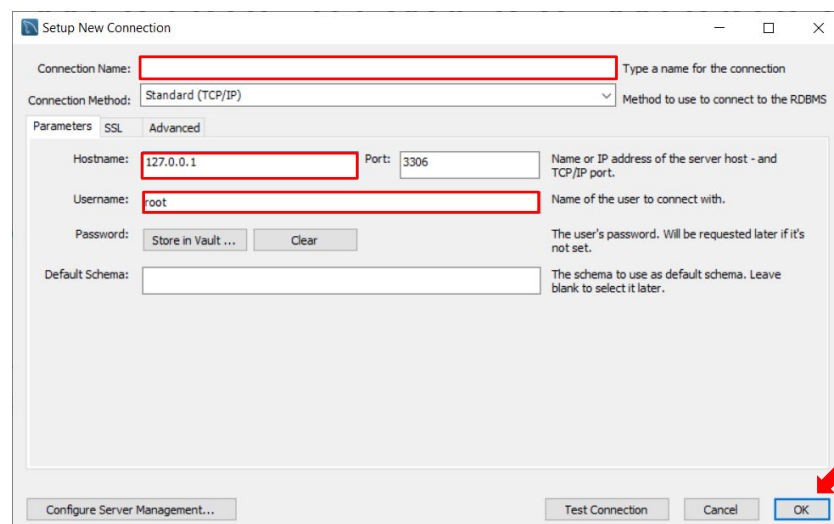 Setup New Connection
Connection Name:
Type a name for the connection
Connection Method:
Standard (TCP/IP)
Method to use to connect to the RDBMS
Parameters
SSL
Advanced
Hostname:
127.0.0.1
Port:
3306
Name or IP address of the server host - and
TCP/IP port.
Username:
root
Name of the user to connect with.
Password:
Store in Vault ...
Clear
The user's password. Will be requested later if it's
not set.
Default Schema:
The schema to use as default schema. Leave
blank to select it later.
Configure Server Management...
Test Connection
Cancel
OK